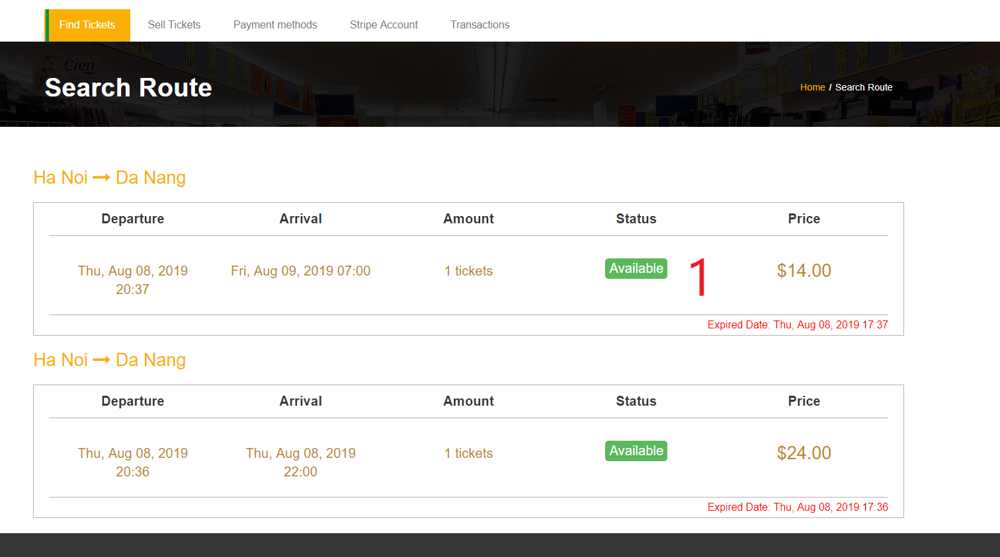 Find Tickets Sell Tickets Payment methods Stripe Account Transactions
Cien
Favorina
Search Route
Home / Search Route
Ha Noi → Da Nang
Departure Arrival Amount Status Price
Thu, Aug 08, 2019 Fri, Aug 09, 2019 07:00 1 tickets Available 1 $14.00
20:37
Expired Date: Thu, Aug 08, 2019 17:37
Ha Noi → Da Nang
Departure Arrival Amount Status Price
Thu, Aug 08, 2019 Thu, Aug 08, 2019 1 tickets Available $24.00
20:36 22:00
Expired Date: Thu, Aug 08, 2019 17:36